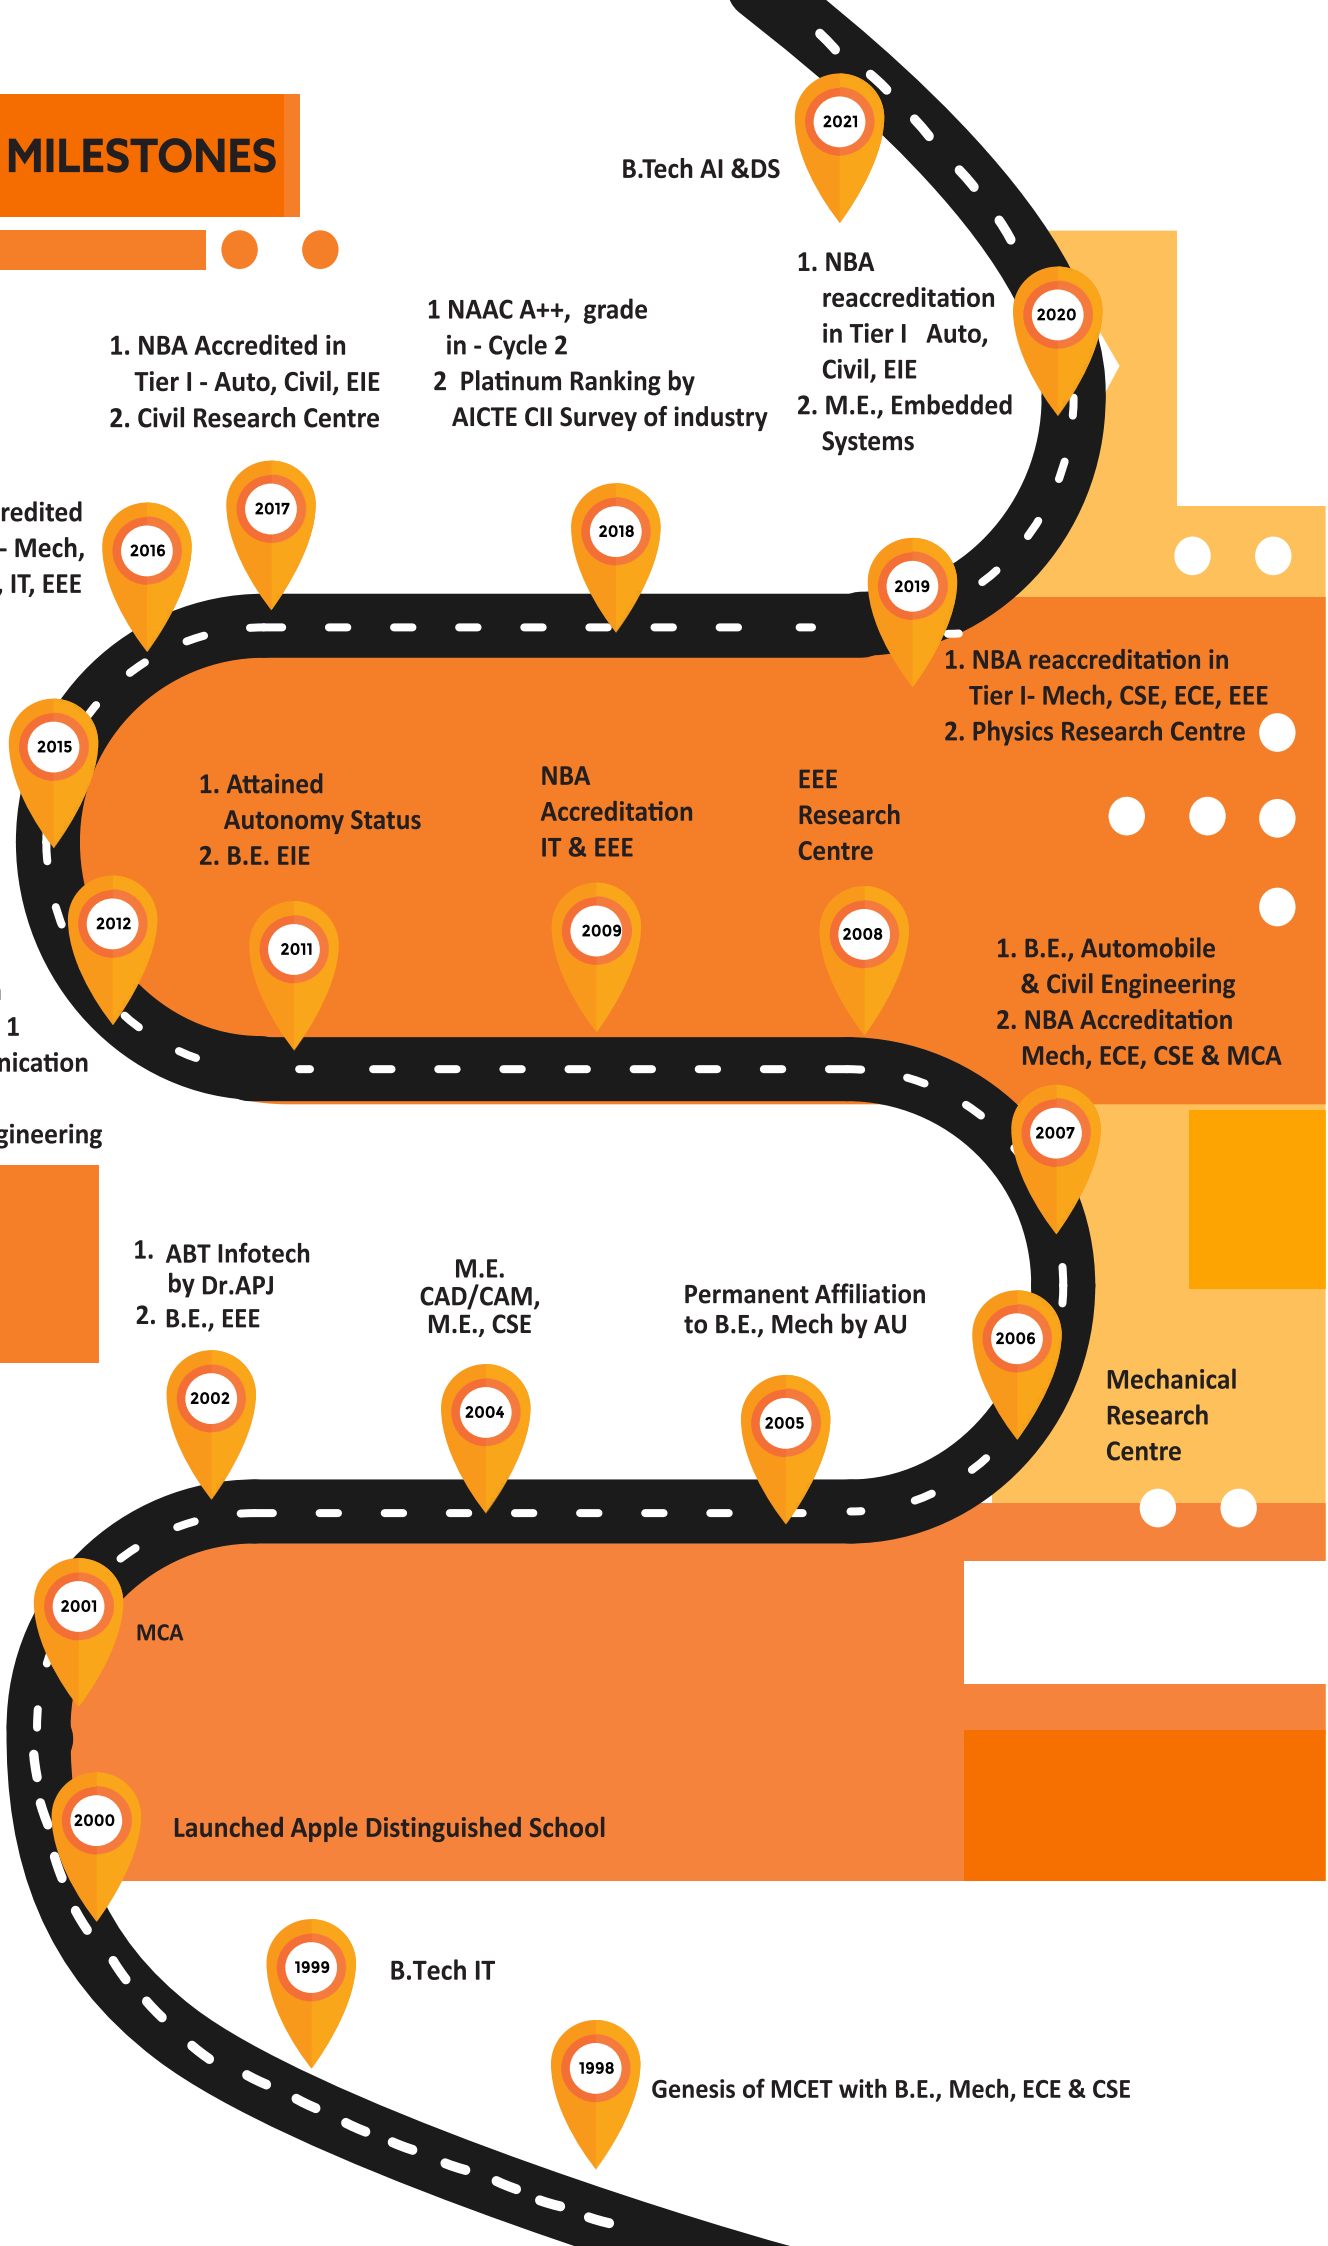 MILESTONES
2021
B.Tech AI &DS
2020
1. NBA
reaccreditation
in Tier I Auto,
Civil, EIE
2. M.E., Embedded
Systems
1 NAAC A++, grade
in - Cycle 2
2 Platinum Ranking by
AICTE CII Survey of industry
2018
1. NBA Accredited in
Tier I - Auto, Civil, EIE
2. Civil Research Centre
2017
redited
- Mech,
, IT, EEE
2016
2019
1. NBA reaccreditation in
Tier I- Mech, CSE, ECE, EEE
2. Physics Research Centre
2015
1. Attained
Autonomy Status
2. B.E. EIE
2011
NBA
Accreditation
IT & EEE
2009
EEE
Research
Centre
2008
2012
1
nication
gineering
1. B.E., Automobile
& Civil Engineering
2. NBA Accreditation
Mech, ECE, CSE & MCA
2007
1. ABT Infotech
by Dr.APJ
2. B.E., EEE
2002
M.E.
CAD/CAM,
M.E., CSE
2004
Permanent Affiliation
to B.E., Mech by AU
2005
2006
Mechanical
Research
Centre
2001
MCA
2000
Launched Apple Distinguished School
1999
B.Tech IT
1998
Genesis of MCET with B.E., Mech, ECE & CSE